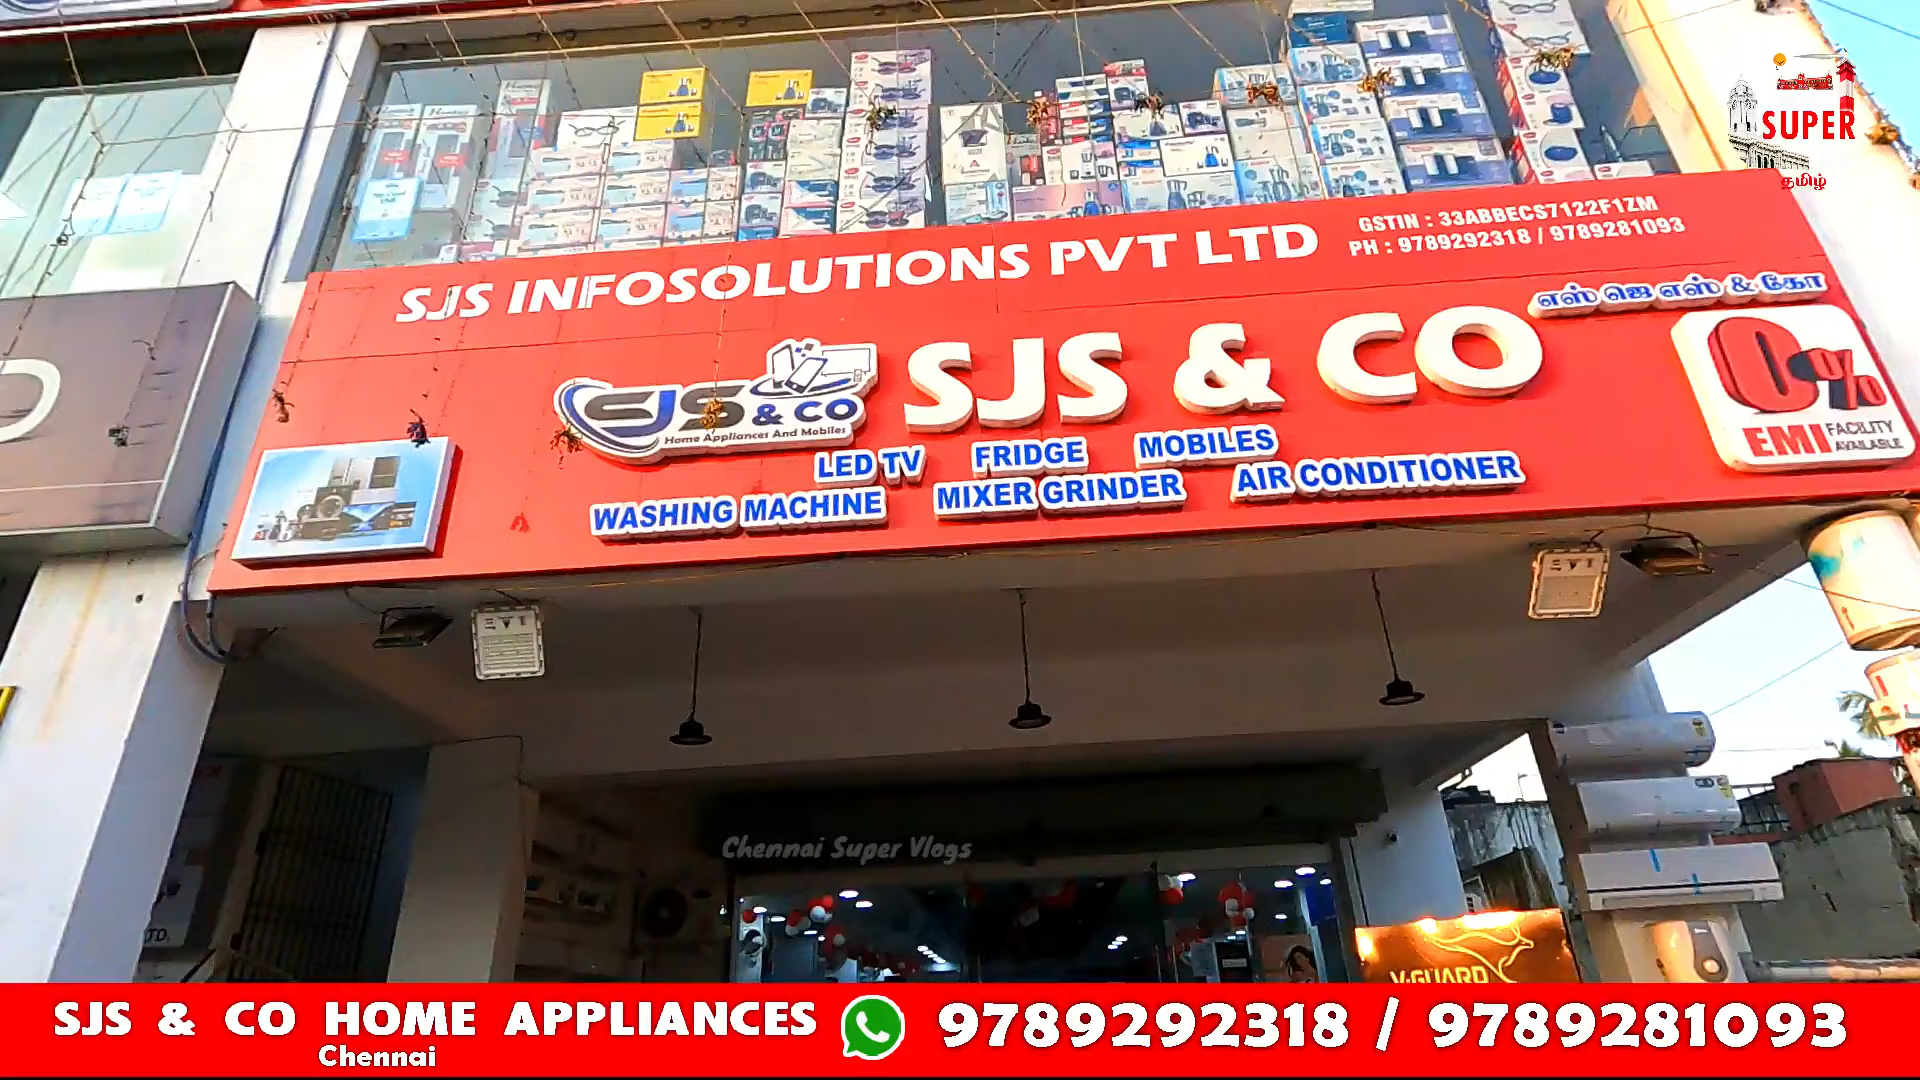 SUPER
தமிழ்
SJS INFOSOLUTIONS PVT LTD
GSTIN : 33ABBECS7122F1ZM
PH : 9789292318 / 9789281093
எஸ் ஜெ எஸ் & கோ
SJS & CO
Home Appliances And Mobiles
SJS & CO
0%
EMI FACILITY AVAILABLE
LED TV FRIDGE MOBILES
WASHING MACHINE MIXER GRINDER AIR CONDITIONER
Chennai Super Vlogs
V-GUARD
LTD.
SJS & CO HOME APPLIANCES 9789292318 / 9789281093
Chennai